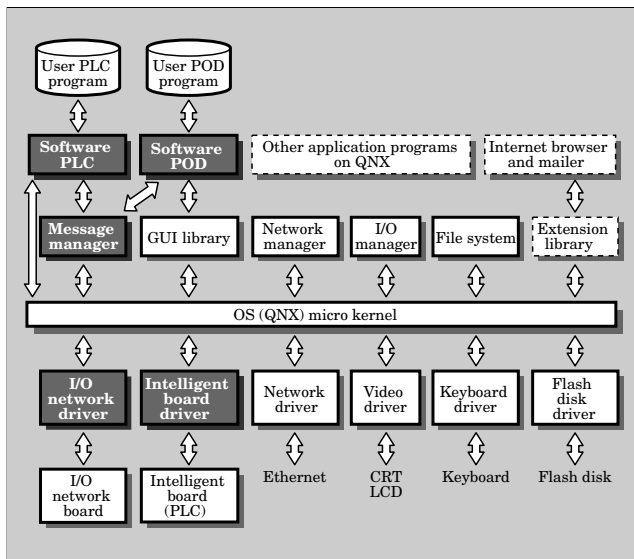 User PLC
program
User POD
program
Software
PLC
Software
POD
Other application programs
on QNX
Internet browser
and mailer
Message
manager
GUI library
Network
manager
I/O
manager
File system
Extension
library
OS (QNX) micro kernel
I/O
network
driver
Intelligent
board
driver
Network
driver
Video
driver
Keyboard
driver
Flash
disk
driver
I/O
network
board
Intelligent
board
(PLC)
Ethernet
CRT
LCD
Keyboard
Flash disk